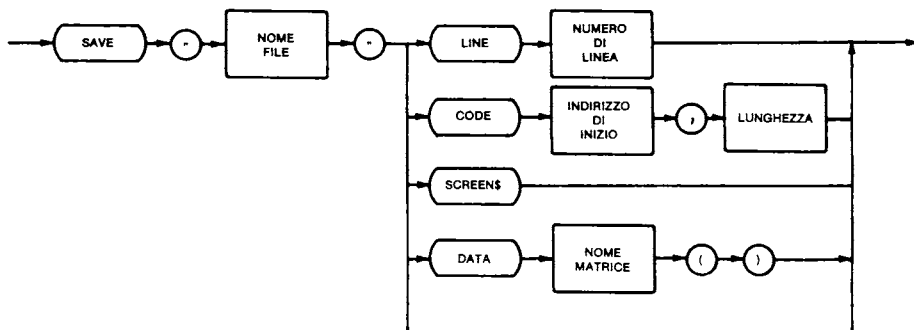 SAVE " NOME FILE " LINE NUMERO DI LINEA
CODE INDIRIZZO DI INIZIO , LUNGHEZZA
SCREEN$
DATA NOME MATRICE ( )